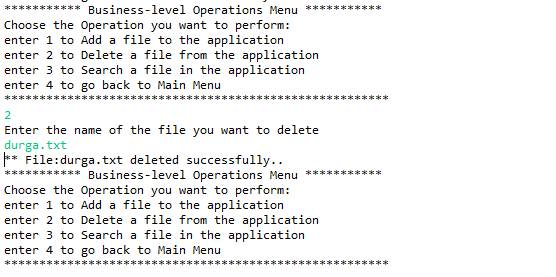 *********** Business-level Operations Menu ***********
Choose the Operation you want to perform:
enter 1 to Add a file to the application
enter 2 to Delete a file from the application
enter 3 to Search a file in the application
enter 4 to go back to Main Menu
*******************************************************
2
Enter the name of the file you want to delete
durga.txt
** File:durga.txt deleted successfully..
*********** Business-level Operations Menu ***********
Choose the Operation you want to perform:
enter 1 to Add a file to the application
enter 2 to Delete a file from the application
enter 3 to Search a file in the application
enter 4 to go back to Main Menu
*******************************************************